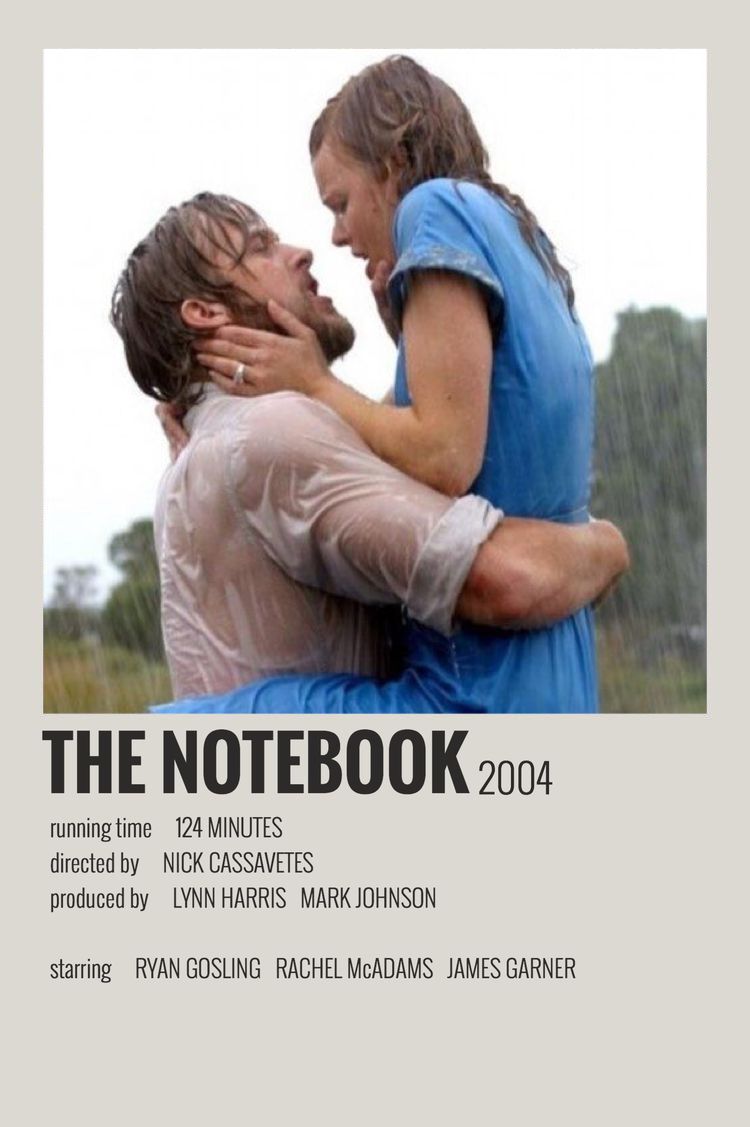 THE NOTEBOOK 2004
running time 124 MINUTES
directed by NICK CASSAVETES
produced by LYNN HARRIS MARK JOHNSON
starring RYAN GOSLING RACHEL McADAMS JAMES GARNER